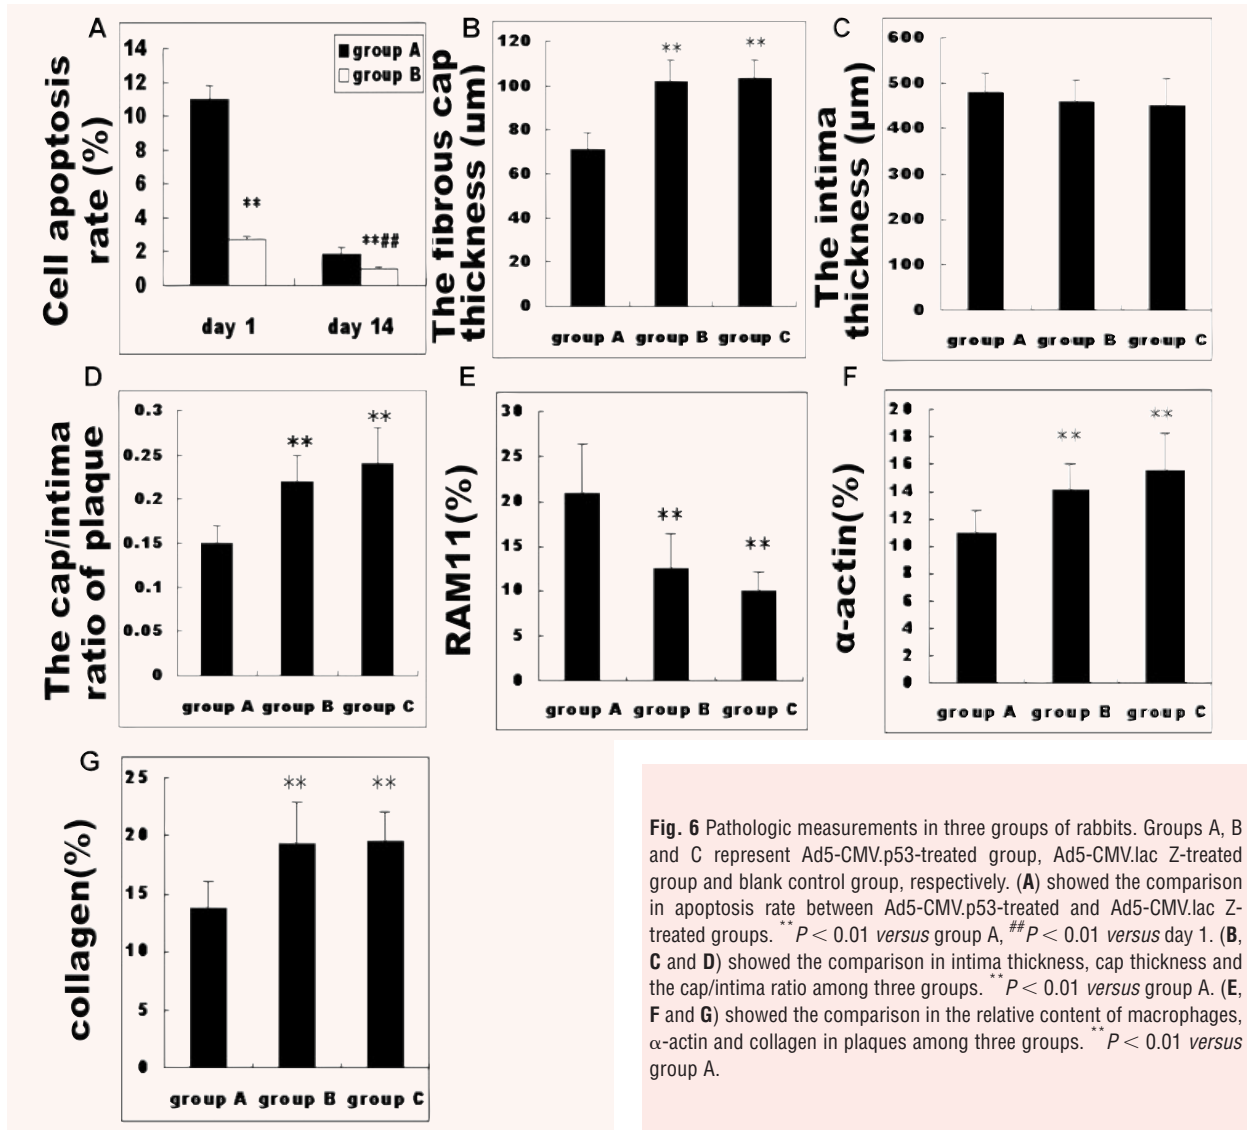 A
Cell apoptosis
rate (%)
14
12
10
8
6
4
2
0
group A
group B
**
**##
day 1
day 14
B
The fibrous cap
thickness (um)
120
100
80
60
40
20
0
**
**
group A group B group C
C
The intima
thickness (μm)
600
500
400
300
200
100
0
group A group B group C
D
The cap/intima
ratio of plaque
0.3
0.25
0.2
0.15
0.1
0.05
0
**
**
group A group B group C
E
RAM11(%)
30
25
20
15
10
5
0
**
**
group A group B group C
F
α-actin(%)
20
18
16
14
12
10
8
6
4
2
0
**
**
group A group B group C
G
collagen(%)
25
20
15
10
5
0
**
**
group A group B group C
Fig. 6 Pathologic measurements in three groups of rabbits. Groups A, B
and C represent Ad5-CMV.p53-treated group, Ad5-CMV.lac Z-treated
group and blank control group, respectively. (A) showed the comparison
in apoptosis rate between Ad5-CMV.p53-treated and Ad5-CMV.lac Z-
treated groups. **P < 0.01 versus group A, ##P < 0.01 versus day 1. (B,
C and D) showed the comparison in intima thickness, cap thickness and
the cap/intima ratio among three groups. **P < 0.01 versus group A. (E,
F and G) showed the comparison in the relative content of macrophages,
α-actin and collagen in plaques among three groups. **P < 0.01 versus
group A.